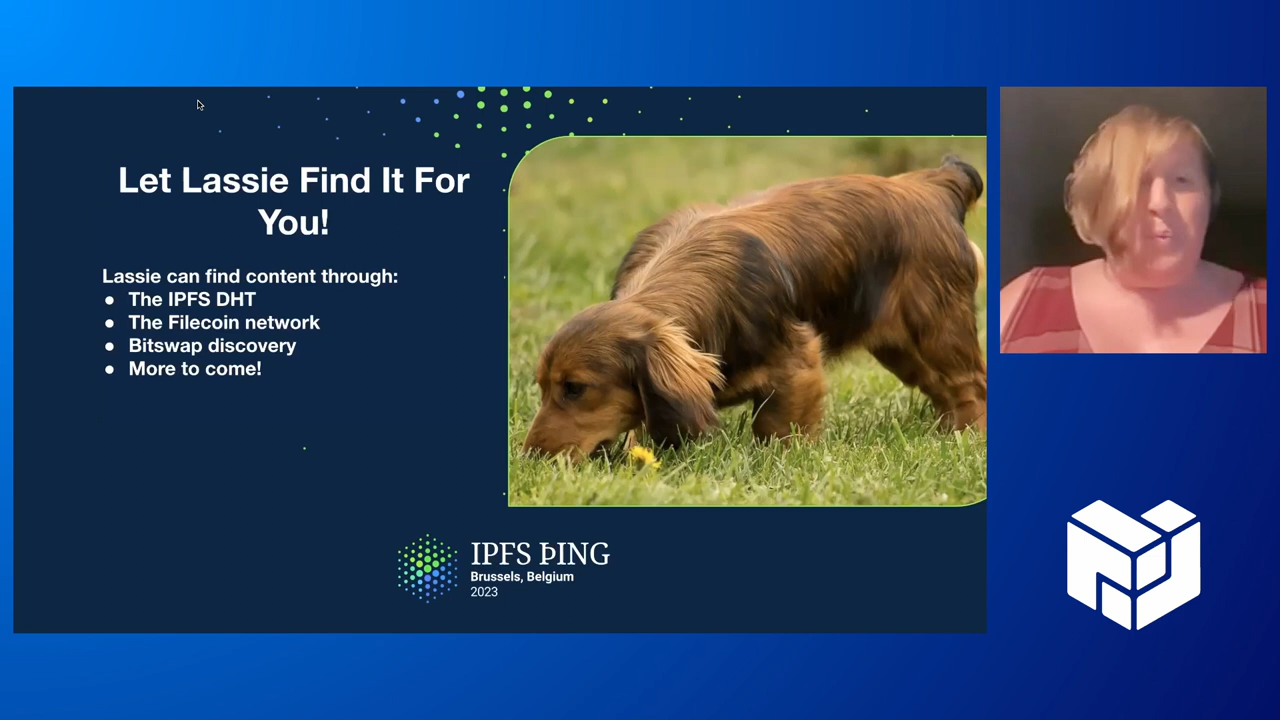 Let Lassie Find It For
You!
Lassie can find content through:
● The IPFS DHT
● The Filecoin network
● Bitswap discovery
● More to come!
IPFS ÞING
Brussels, Belgium
2023